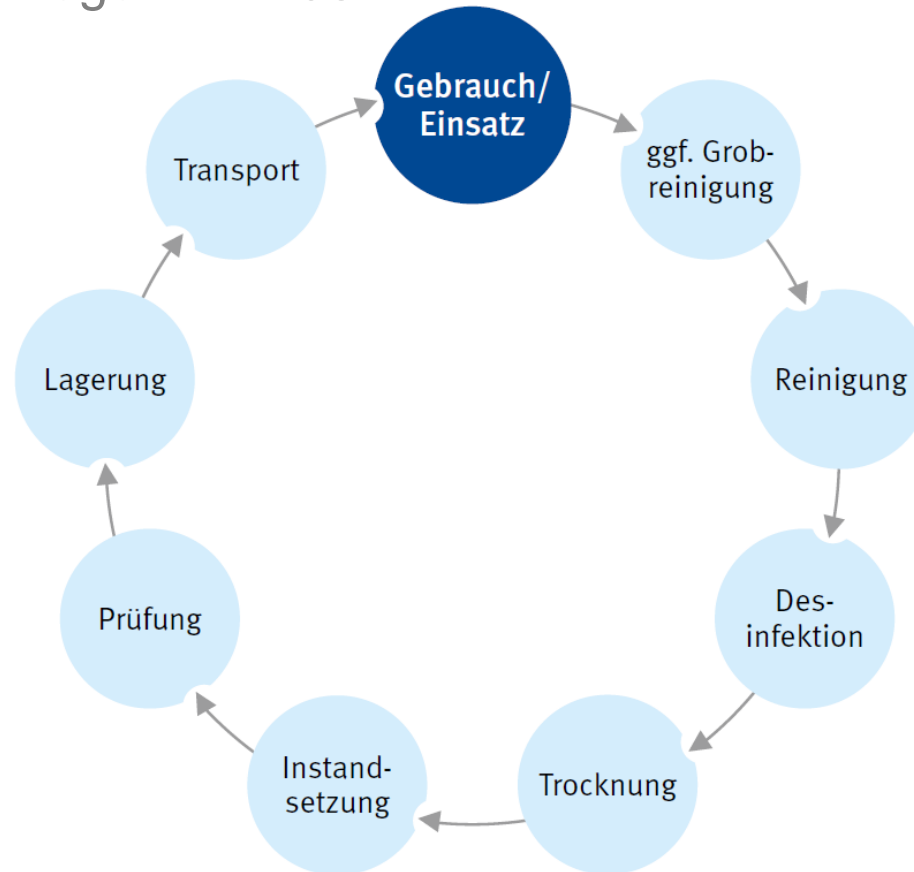 Gebrauch/
Einsatz
ggf. Grob-
reinigung
Reinigung
Des-
infektion
Trocknung
Instand-
setzung
Prüfung
Lagerung
Transport